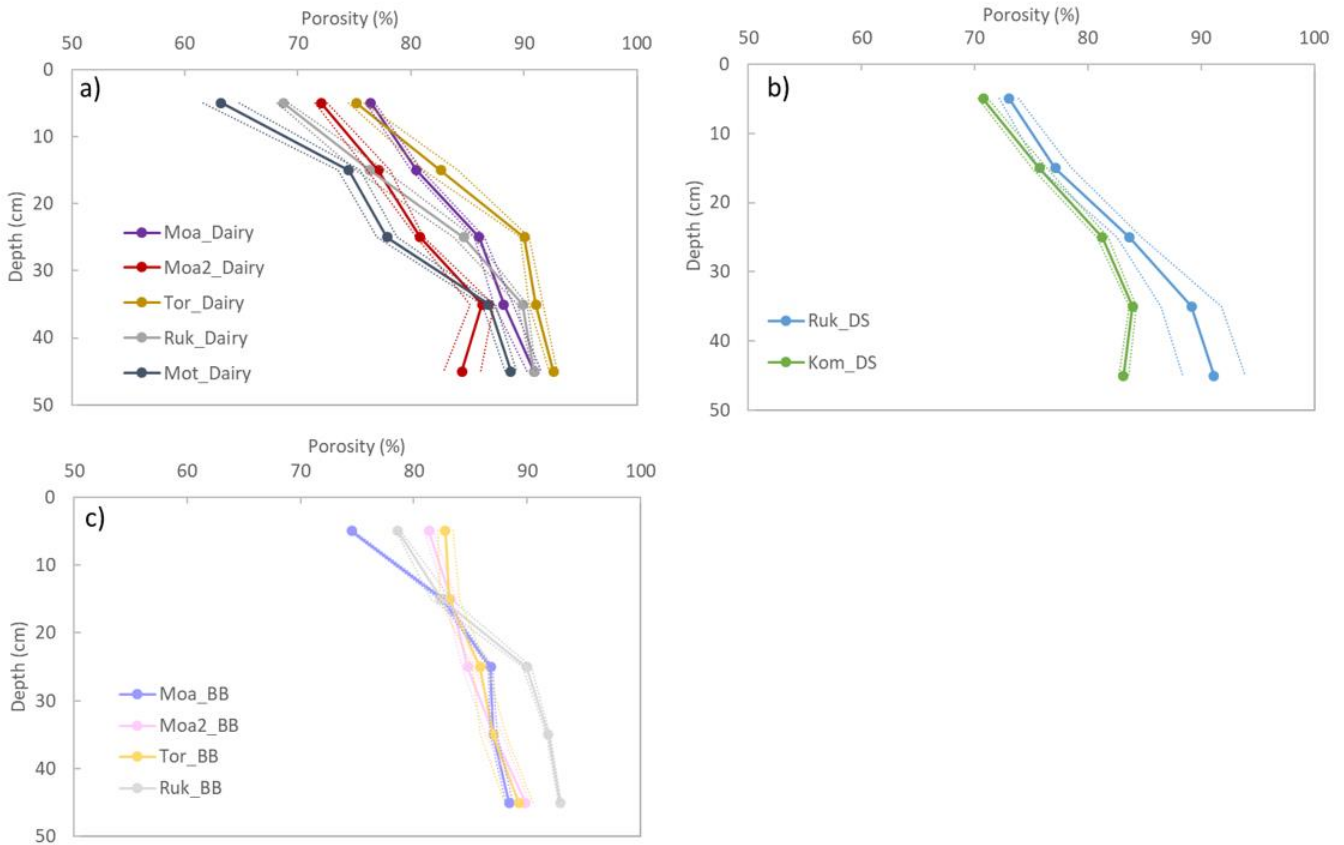 Porosity (%)
50 60 70 80 90 100
0
10
20
30
40
50
Depth (cm)
a)
Moa_Dairy
Moa2_Dairy
Tor_Dairy
Ruk_Dairy
Mot_Dairy
Porosity (%)
50 60 70 80 90 100
0
10
20
30
40
50
Depth (cm)
b)
Ruk_DS
Kom_DS
Porosity (%)
50 60 70 80 90 100
0
10
20
30
40
50
Depth (cm)
c)
Moa_BB
Moa2_BB
Tor_BB
Ruk_BB